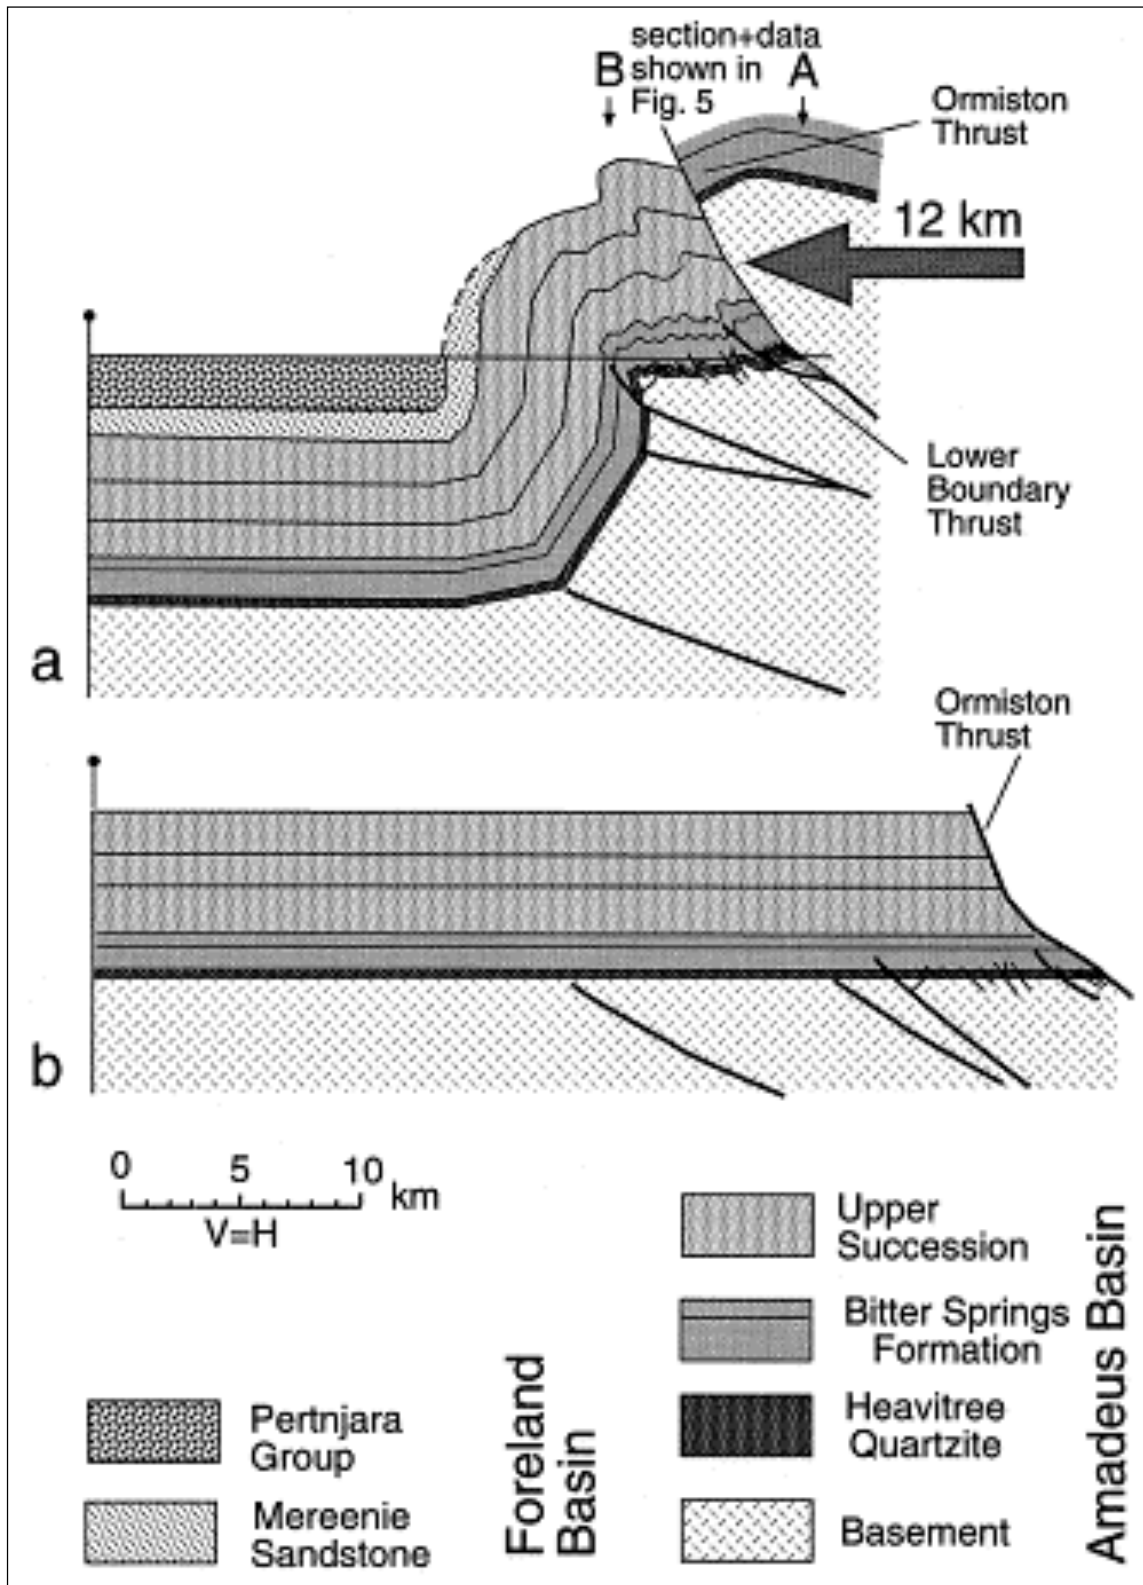 section+data
B shown in A
Fig. 5
Ormiston
Thrust
12 km
Lower
Boundary
Thrust
a
Ormiston
Thrust
b
0 5 10 km
V=H
Upper
Succession
Bitter Springs
Formation
Heavitree
Quartzite
Basement
Amadeus Basin
Pertnjara
Group
Mereenie
Sandstone
Foreland
Basin